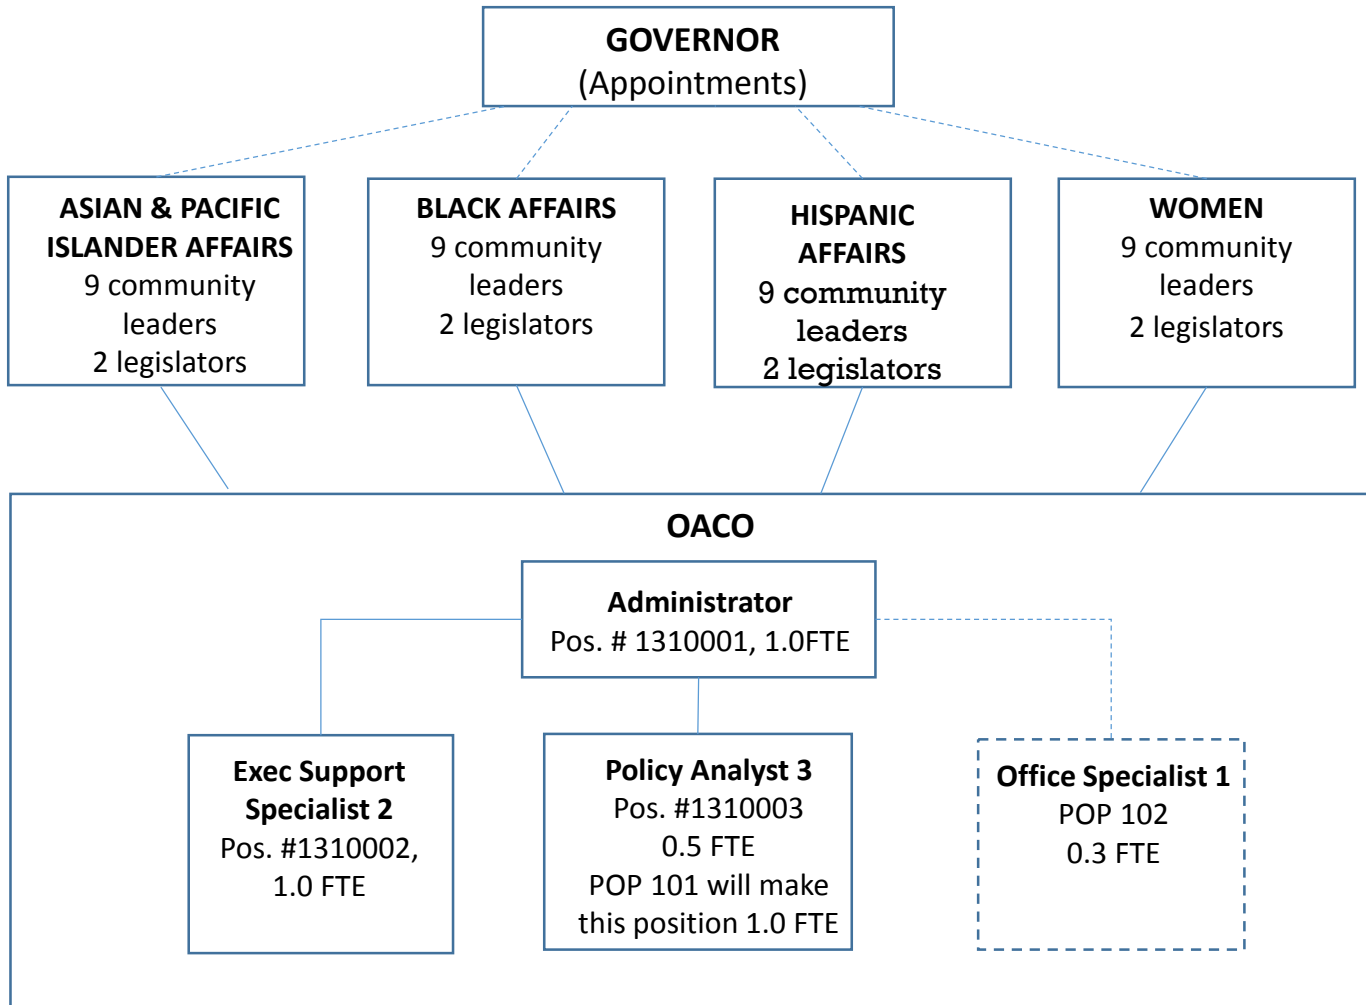 GOVERNOR
(Appointments)
ASIAN & PACIFIC
ISLANDER AFFAIRS
9 community
leaders
2 legislators
BLACK AFFAIRS
9 community
leaders
2 legislators
HISPANIC
AFFAIRS
9 community
leaders
2 legislators
WOMEN
9 community
leaders
2 legislators
OACO
Administrator
Pos. # 1310001, 1.0FTE
Exec Support
Specialist 2
Pos. #1310002,
1.0 FTE
Policy Analyst 3
Pos. #1310003
0.5 FTE
POP 101 will make
this position 1.0 FTE
Office Specialist 1
POP 102
0.3 FTE